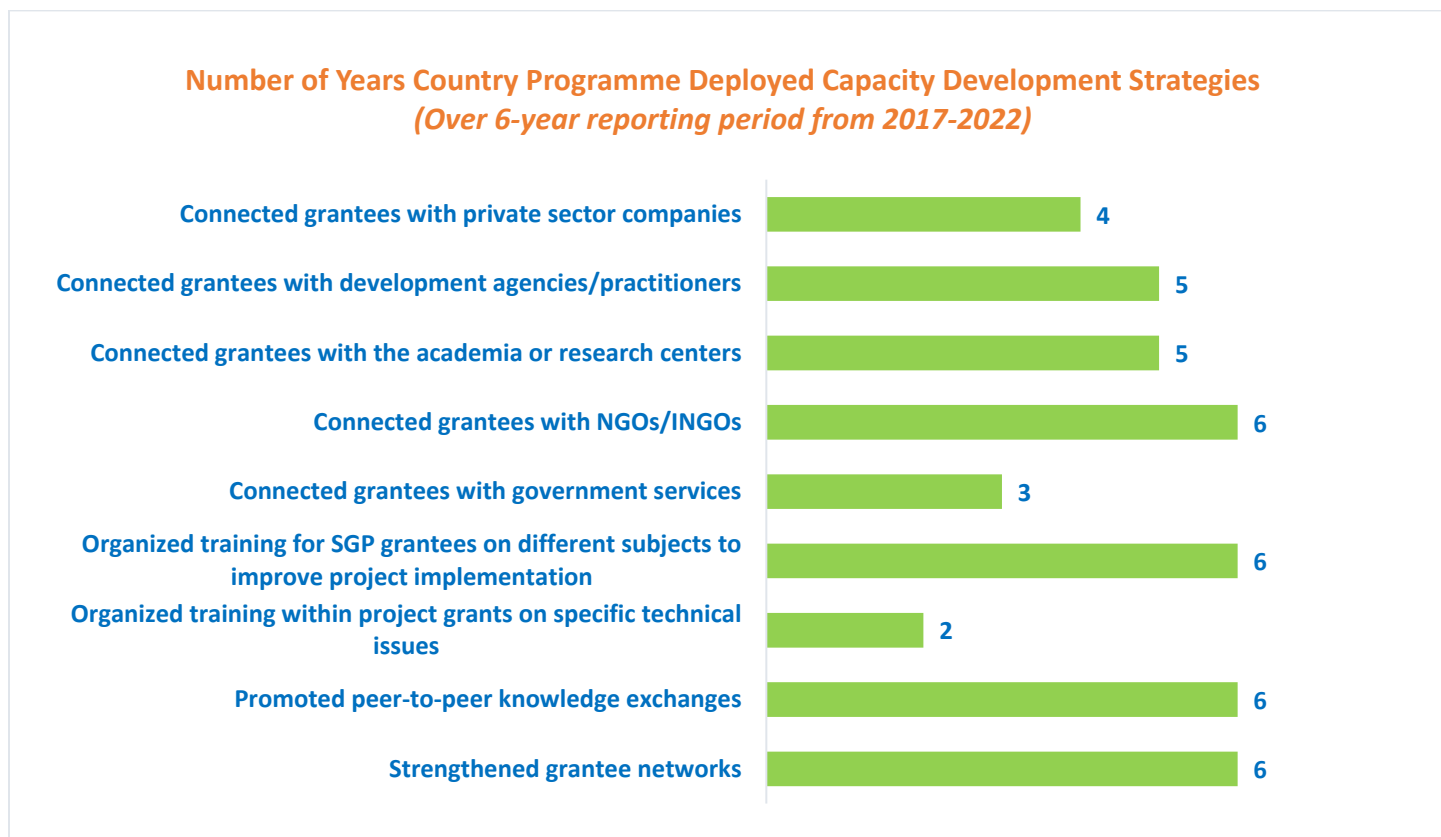 Number of Years Country Programme Deployed Capacity Development Strategies
(Over 6-year reporting period from 2017-2022)
Connected grantees with private sector companies 4
Connected grantees with development agencies/practitioners 5
Connected grantees with the academia or research centers 5
Connected grantees with NGOs/INGOs 6
Connected grantees with government services 3
Organized training for SGP grantees on different subjects to
improve project implementation 6
Organized training within project grants on specific technical
issues 2
Promoted peer-to-peer knowledge exchanges 6
Strengthened grantee networks 6